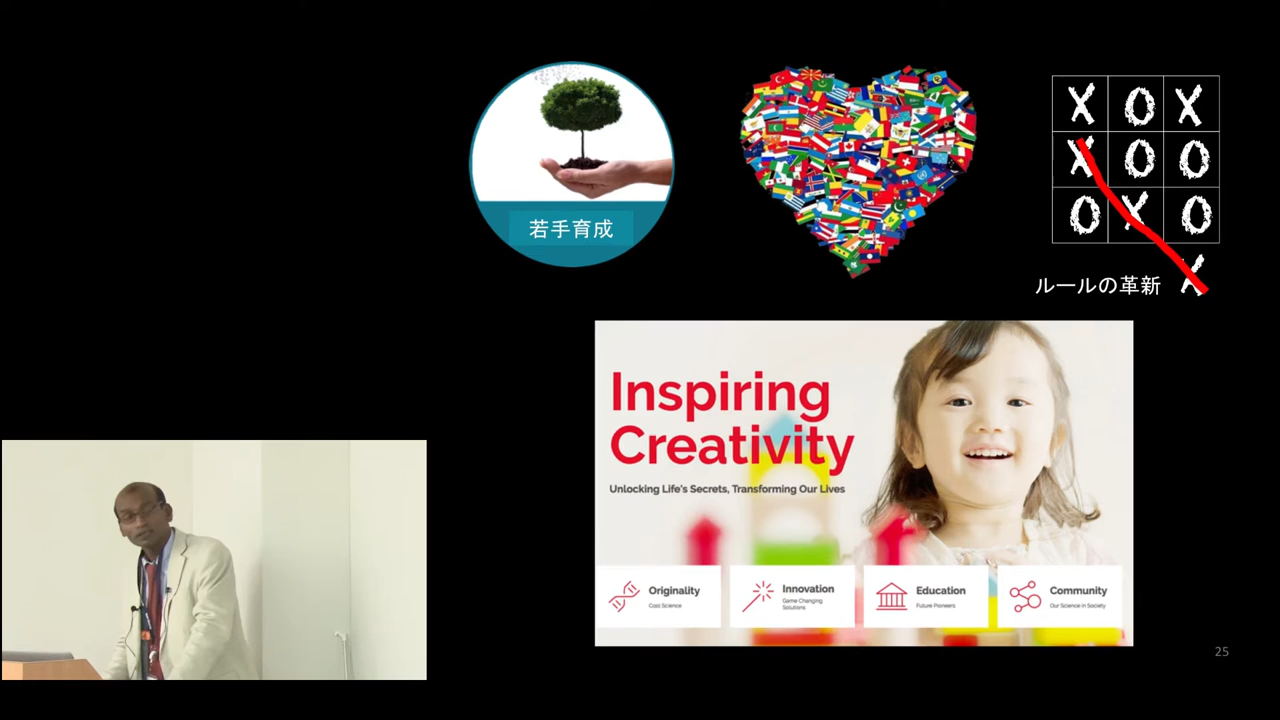 X O X
X O O
O X O
X
若手育成
ルールの革新
Inspiring
Creativity
Unlocking Life's Secrets, Transforming Our Lives
Originality
Cool Science
Innovation
Game Changing
Solutions
Education
Future Pioneers
Community
Our Science in Society
25